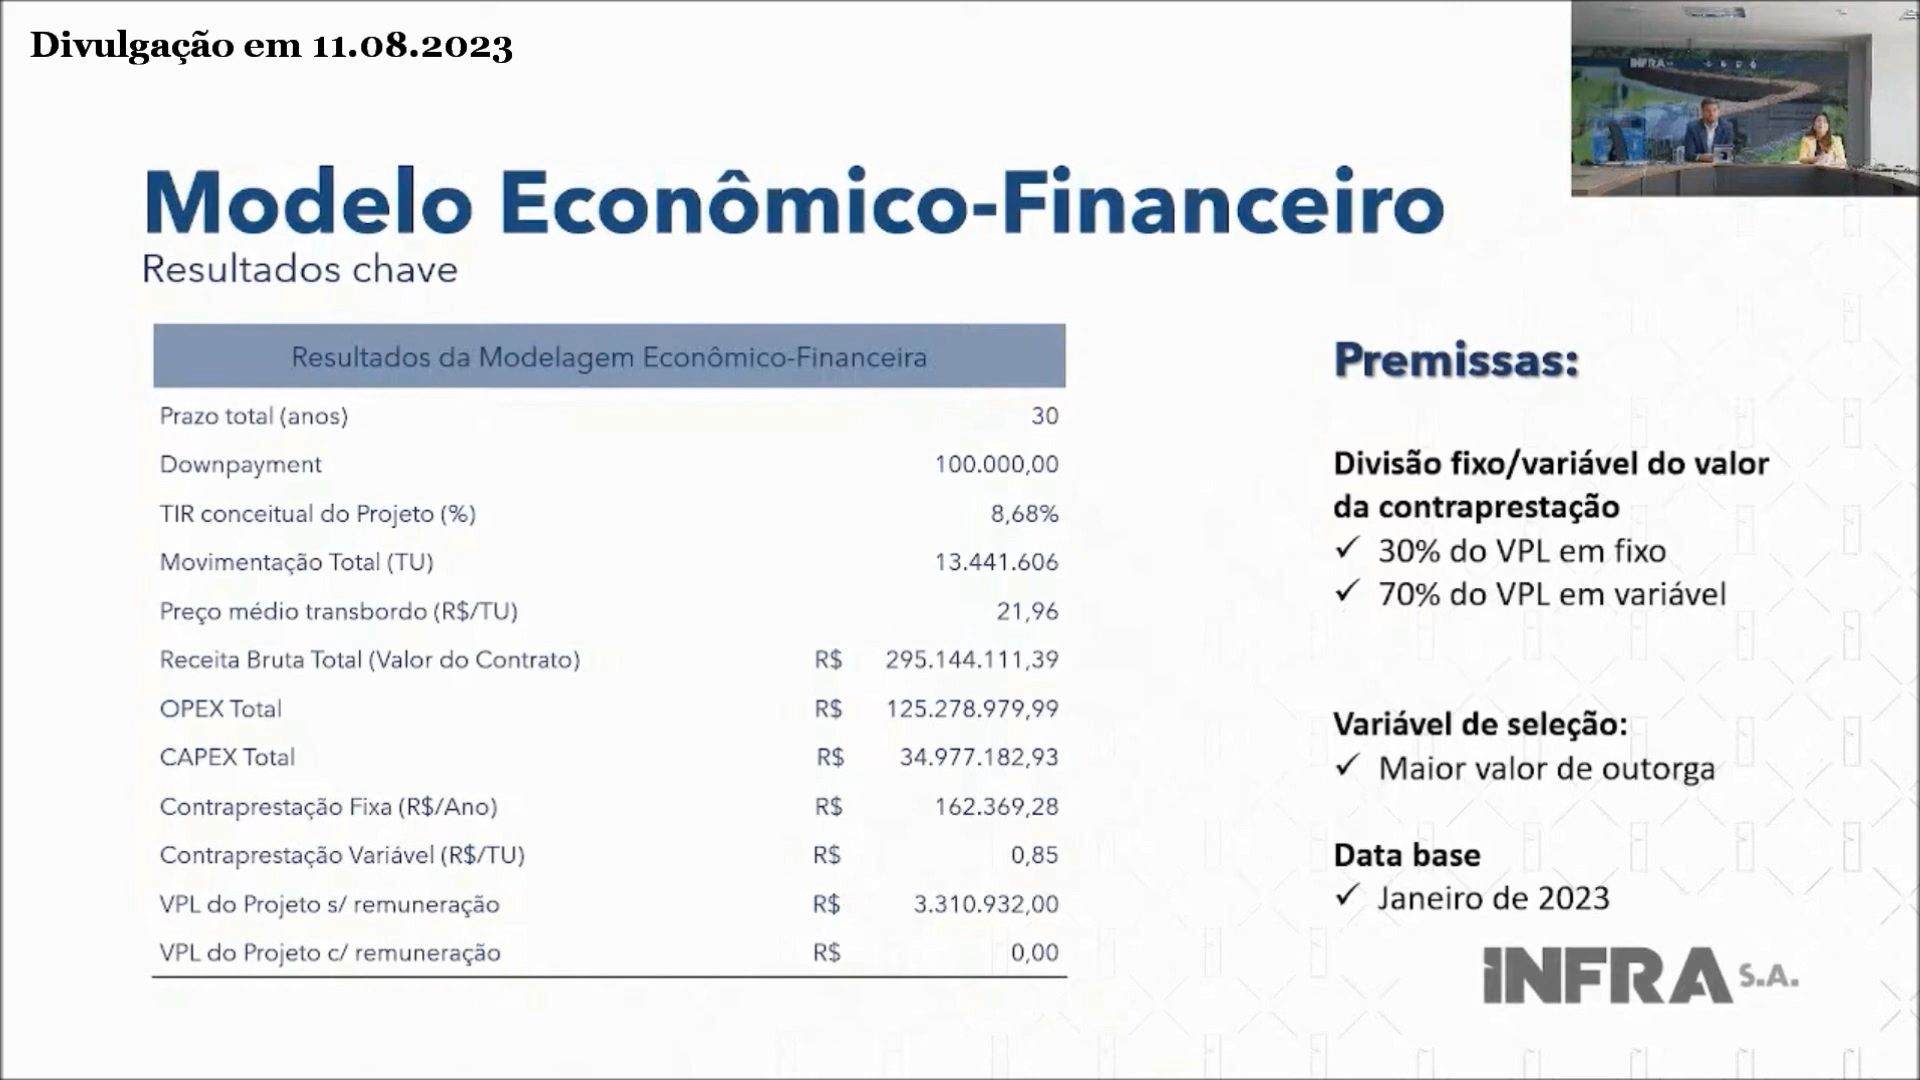 Divulgação em 11.08.2023
INFRA
Modelo Econômico-Financeiro
Resultados chave
Resultados da Modelagem Econômico-Financeira
Prazo total (anos) 30
Downpayment 100.000,00
TIR conceitual do Projeto (%) 8,68%
Movimentação Total (TU) 13.441.606
Preço médio transbordo (R$/TU) 21,96
Receita Bruta Total (Valor do Contrato) R$ 295.144.111,39
OPEX Total R$ 125.278.979,99
CAPEX Total R$ 34.977.182,93
Contraprestação Fixa (R$/Ano) R$ 162.369,28
Contraprestação Variável (R$/TU) R$ 0,85
VPL do Projeto s/ remuneração R$ 3.310.932,00
VPL do Projeto c/ remuneração R$ 0,00
Premissas:
Divisão fixo/variável do valor
da contraprestação
✓ 30% do VPL em fixo
✓ 70% do VPL em variável
Variável de seleção:
✓ Maior valor de outorga
Data base
✓ Janeiro de 2023
INFRA S.A.